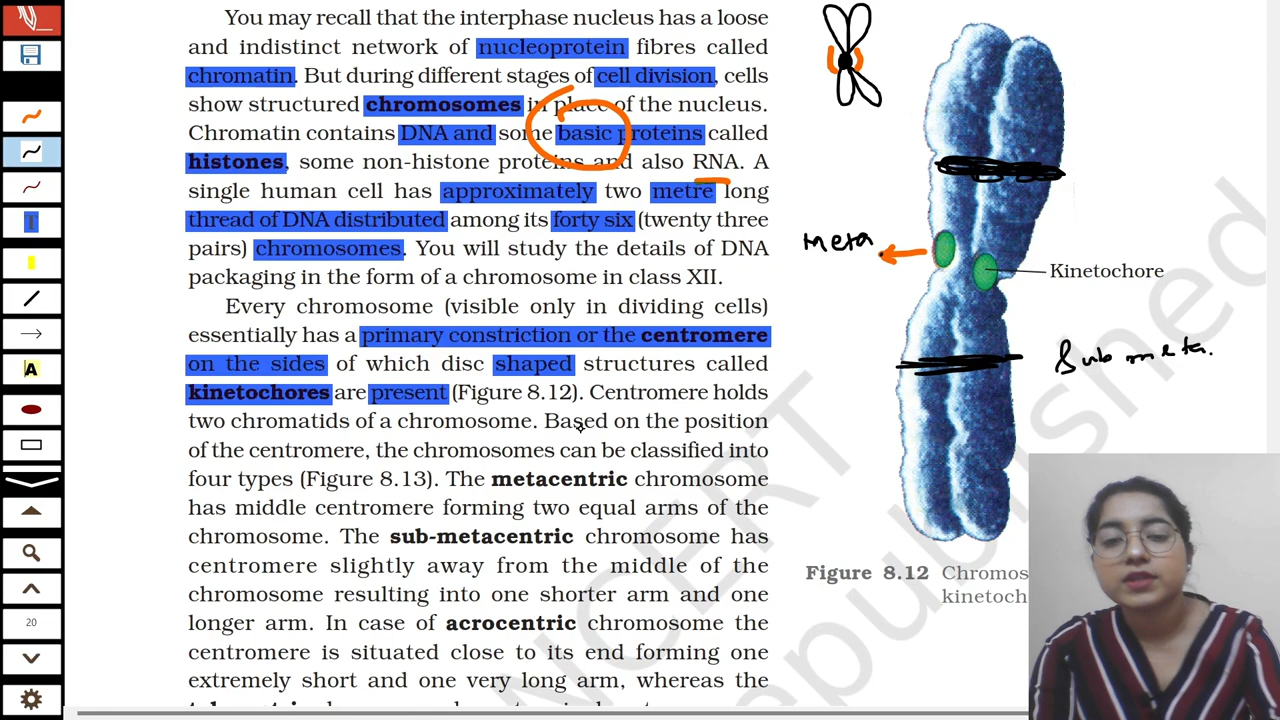 You may recall that the interphase nucleus has a loose
and indistinct network of nucleoprotein fibres called
chromatin. But during different stages of cell division, cells
show structured chromosomes in place of the nucleus.
Chromatin contains DNA and some basic proteins called
histones, some non-histone proteins and also RNA. A
single human cell has approximately two metre long
thread of DNA distributed among its forty six (twenty three
pairs) chromosomes. You will study the details of DNA
packaging in the form of a chromosome in class XII.
Every chromosome (visible only in dividing cells)
essentially has a primary constriction or the centromere
on the sides of which disc shaped structures called
kinetochores are present (Figure 8.12). Centromere holds
two chromatids of a chromosome. Based on the position
of the centromere, the chromosomes can be classified into
four types (Figure 8.13). The metacentric chromosome
has middle centromere forming two equal arms of the
chromosome. The sub-metacentric chromosome has
centromere slightly away from the middle of the
chromosome resulting into one shorter arm and one
longer arm. In case of acrocentric chromosome the
centromere is situated close to its end forming one
extremely short and one very long arm, whereas the
Meta
Kinetochore
Sub meta.
Figure 8.12 Chromos
kinetoch
NCERT
republished
T
A
20